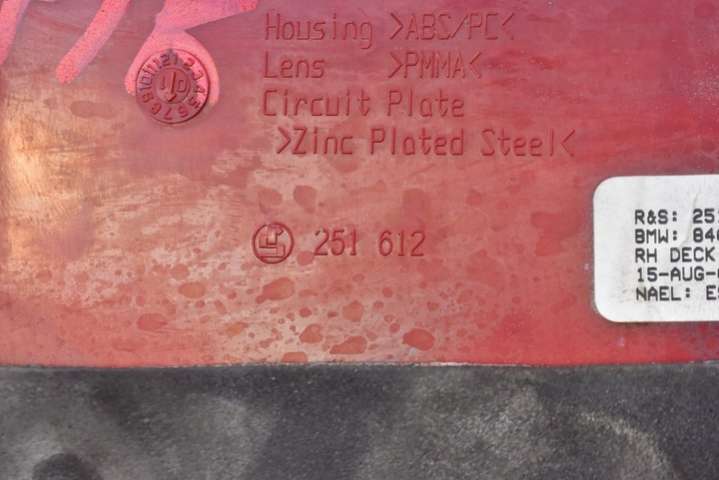 Housing >ABS/PC<
Lens >PMMA<
Circuit Plate
>Zinc Plated Steel<
251 612
R&S: 25
BMW: 840
RH DECK
15-AUG-
NAEL: E